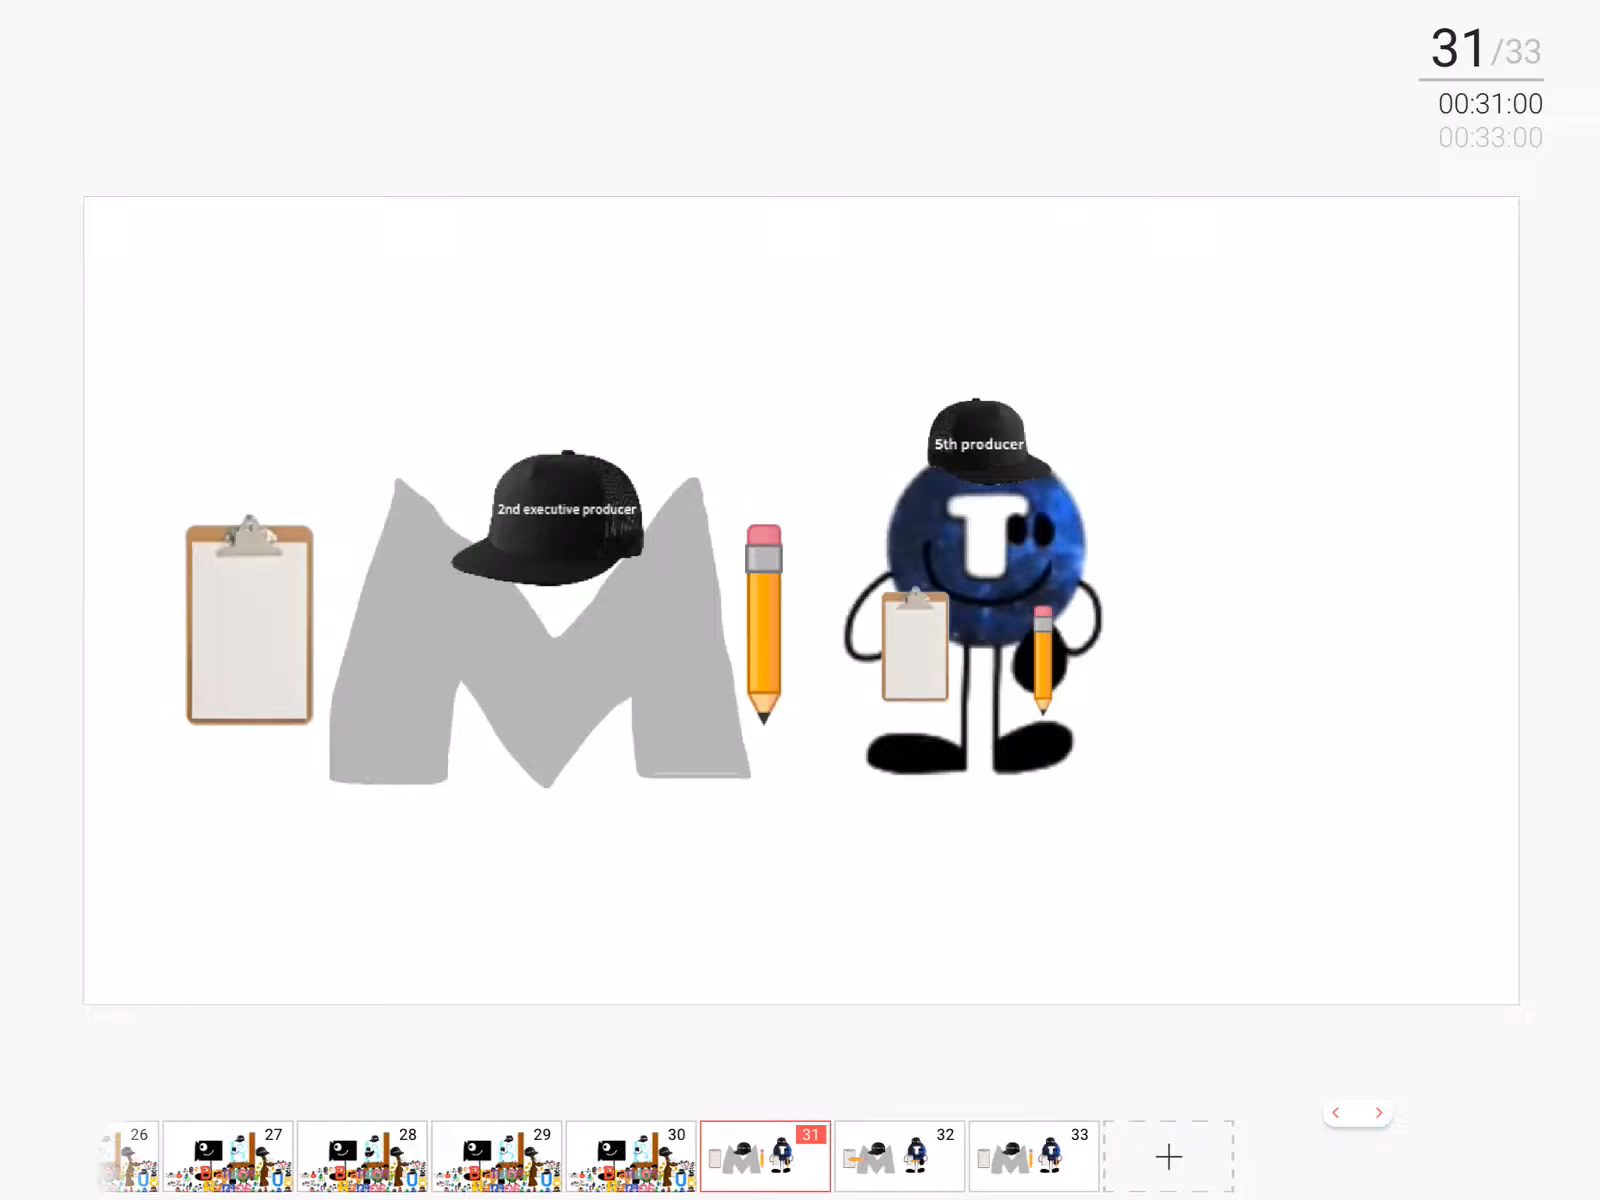 31/33
00:31:00
00:33:00
5th producer
2nd executive producer
T
M
26
27
28
29
30
31
32
33